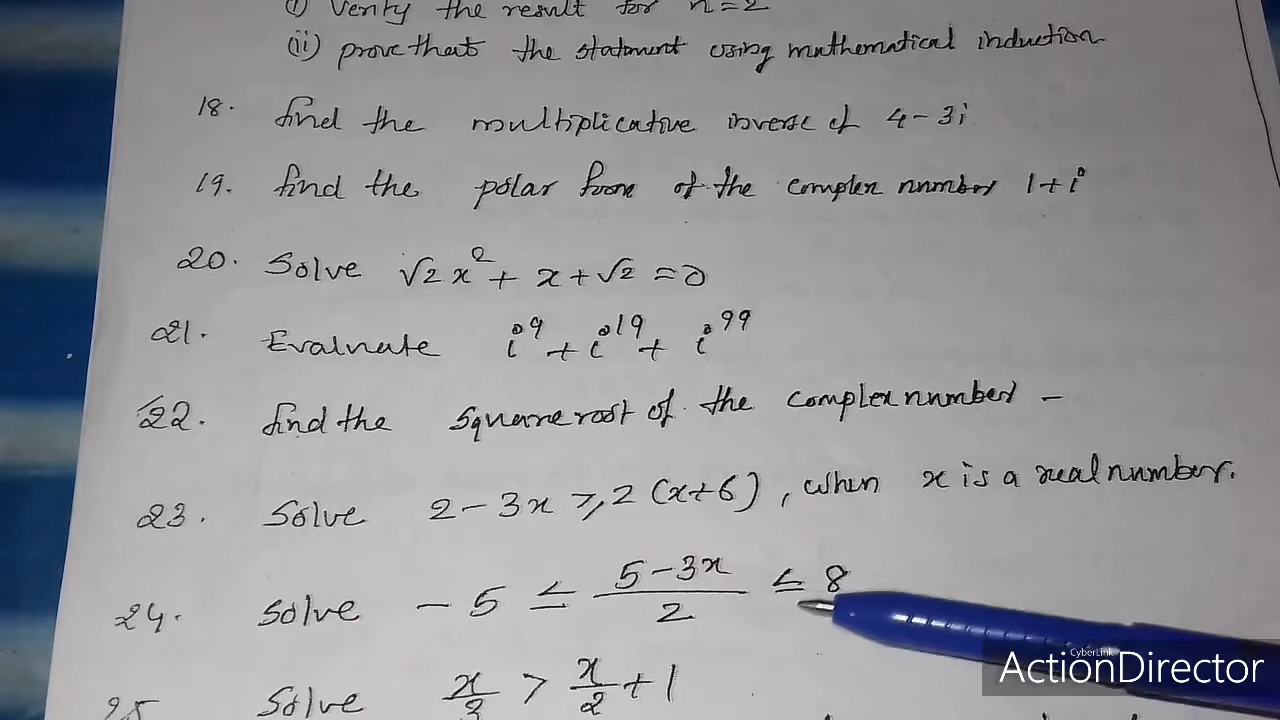 (i) Verify the result for n=2
(ii) prove that the statment using mathematical induction
18. find the multiplicative inverse of 4-3i
19. find the polar form of the complex number 1+i
20. Solve √2x² + x + √2 = 0
21. Evaluate i⁹ + i¹⁹ + i⁹⁹
22. find the square root of the complex number -
23. Solve 2-3x ≥ 2(x+6), when x is a real number.
24. Solve -5 ≤ (5-3x)/2 ≤ 8
25. Solve x/3 > x/2 + 1
CyberLink
ActionDirector